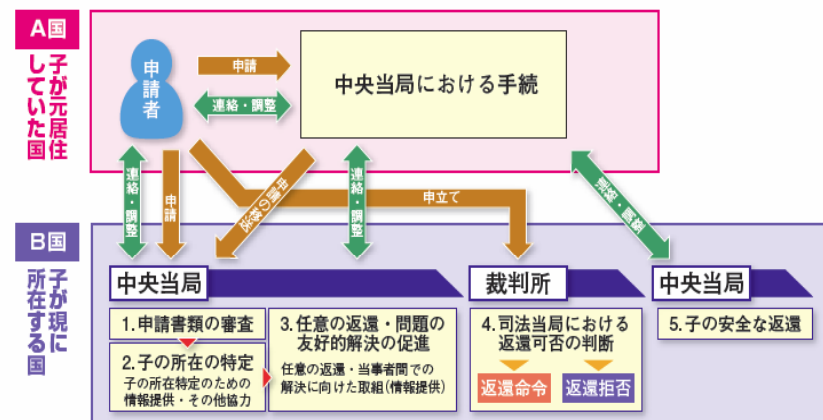 A国
子が元居住
していた国
申請者
申請
連絡・調整
中央当局における手続
連絡・調整
申請
申請の移送
連絡・調整
申立て
連絡・調整
B国
子が現に
所在する国
中央当局
裁判所
中央当局
1.申請書類の審査
2.子の所在の特定
子の所在特定のための
情報提供・その他協力
3.任意の返還・問題の
友好的解決の促進
任意の返還・当事者間での
解決に向けた取組(情報提供)
4.司法当局における
返還可否の判断
返還命令
返還拒否
5.子の安全な返還